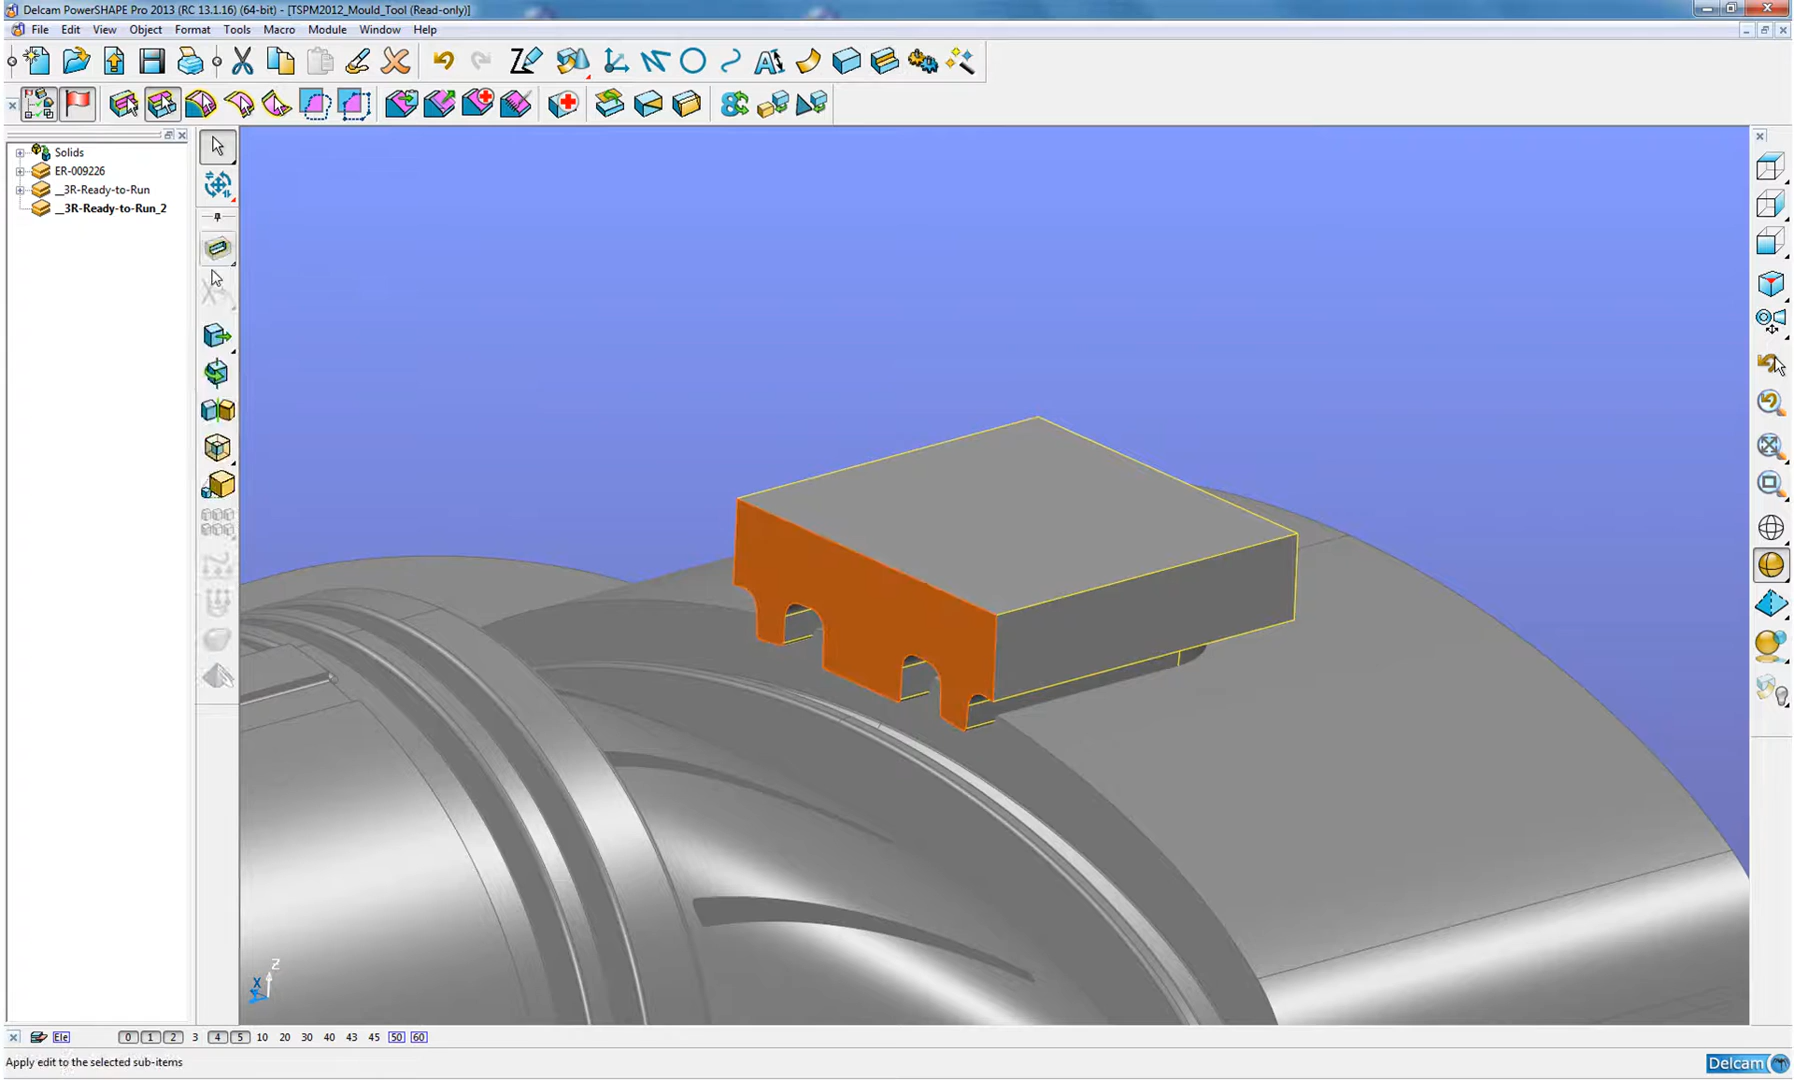 Delcam PowerSHAPE Pro 2013 (RC 13.1.16) (64-bit) - [TSPM2012_Mould_Tool (Read-only)]
File Edit View Object Format Tools Macro Module Window Help
Solids
ER-009226
__3R-Ready-to-Run
__3R-Ready-to-Run_2
Z
X
Ele 0 1 2 3 4 5 10 20 30 40 43 45 50 60
Apply edit to the selected sub-items
Delcam